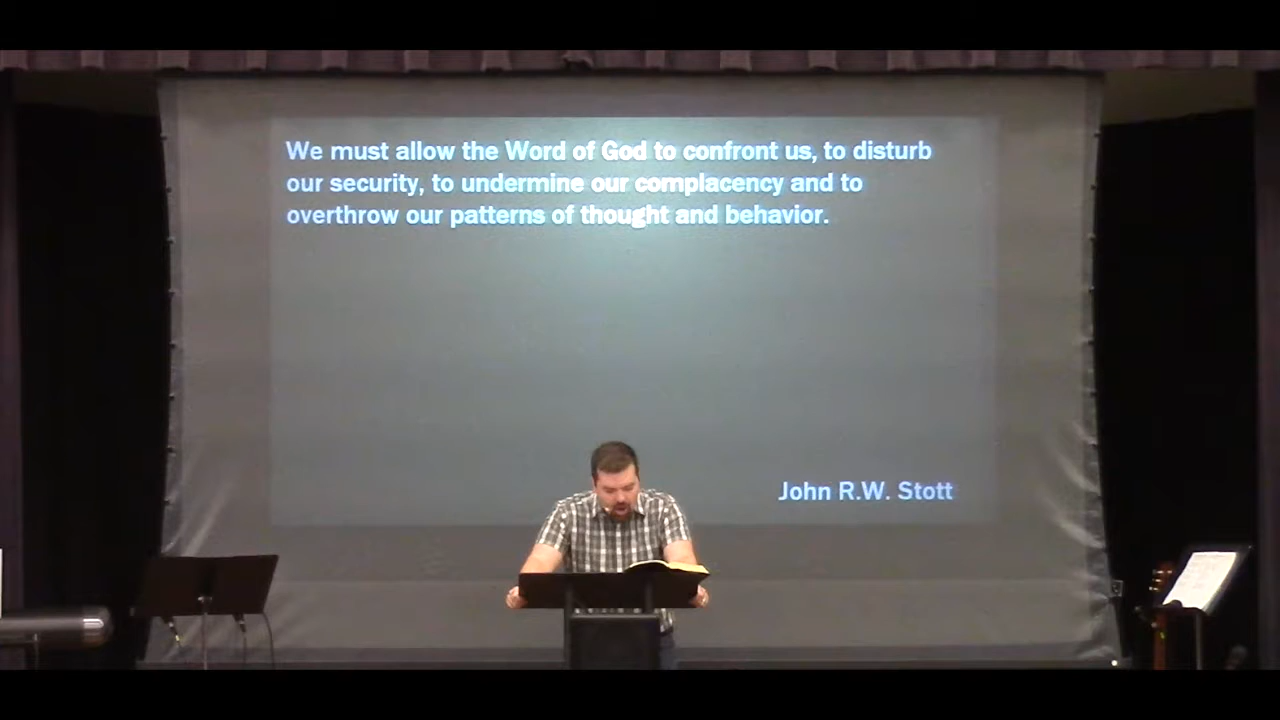 We must allow the Word of God to confront us, to disturb
our security, to undermine our complacency and to
overthrow our patterns of thought and behavior.
John R.W. Stott